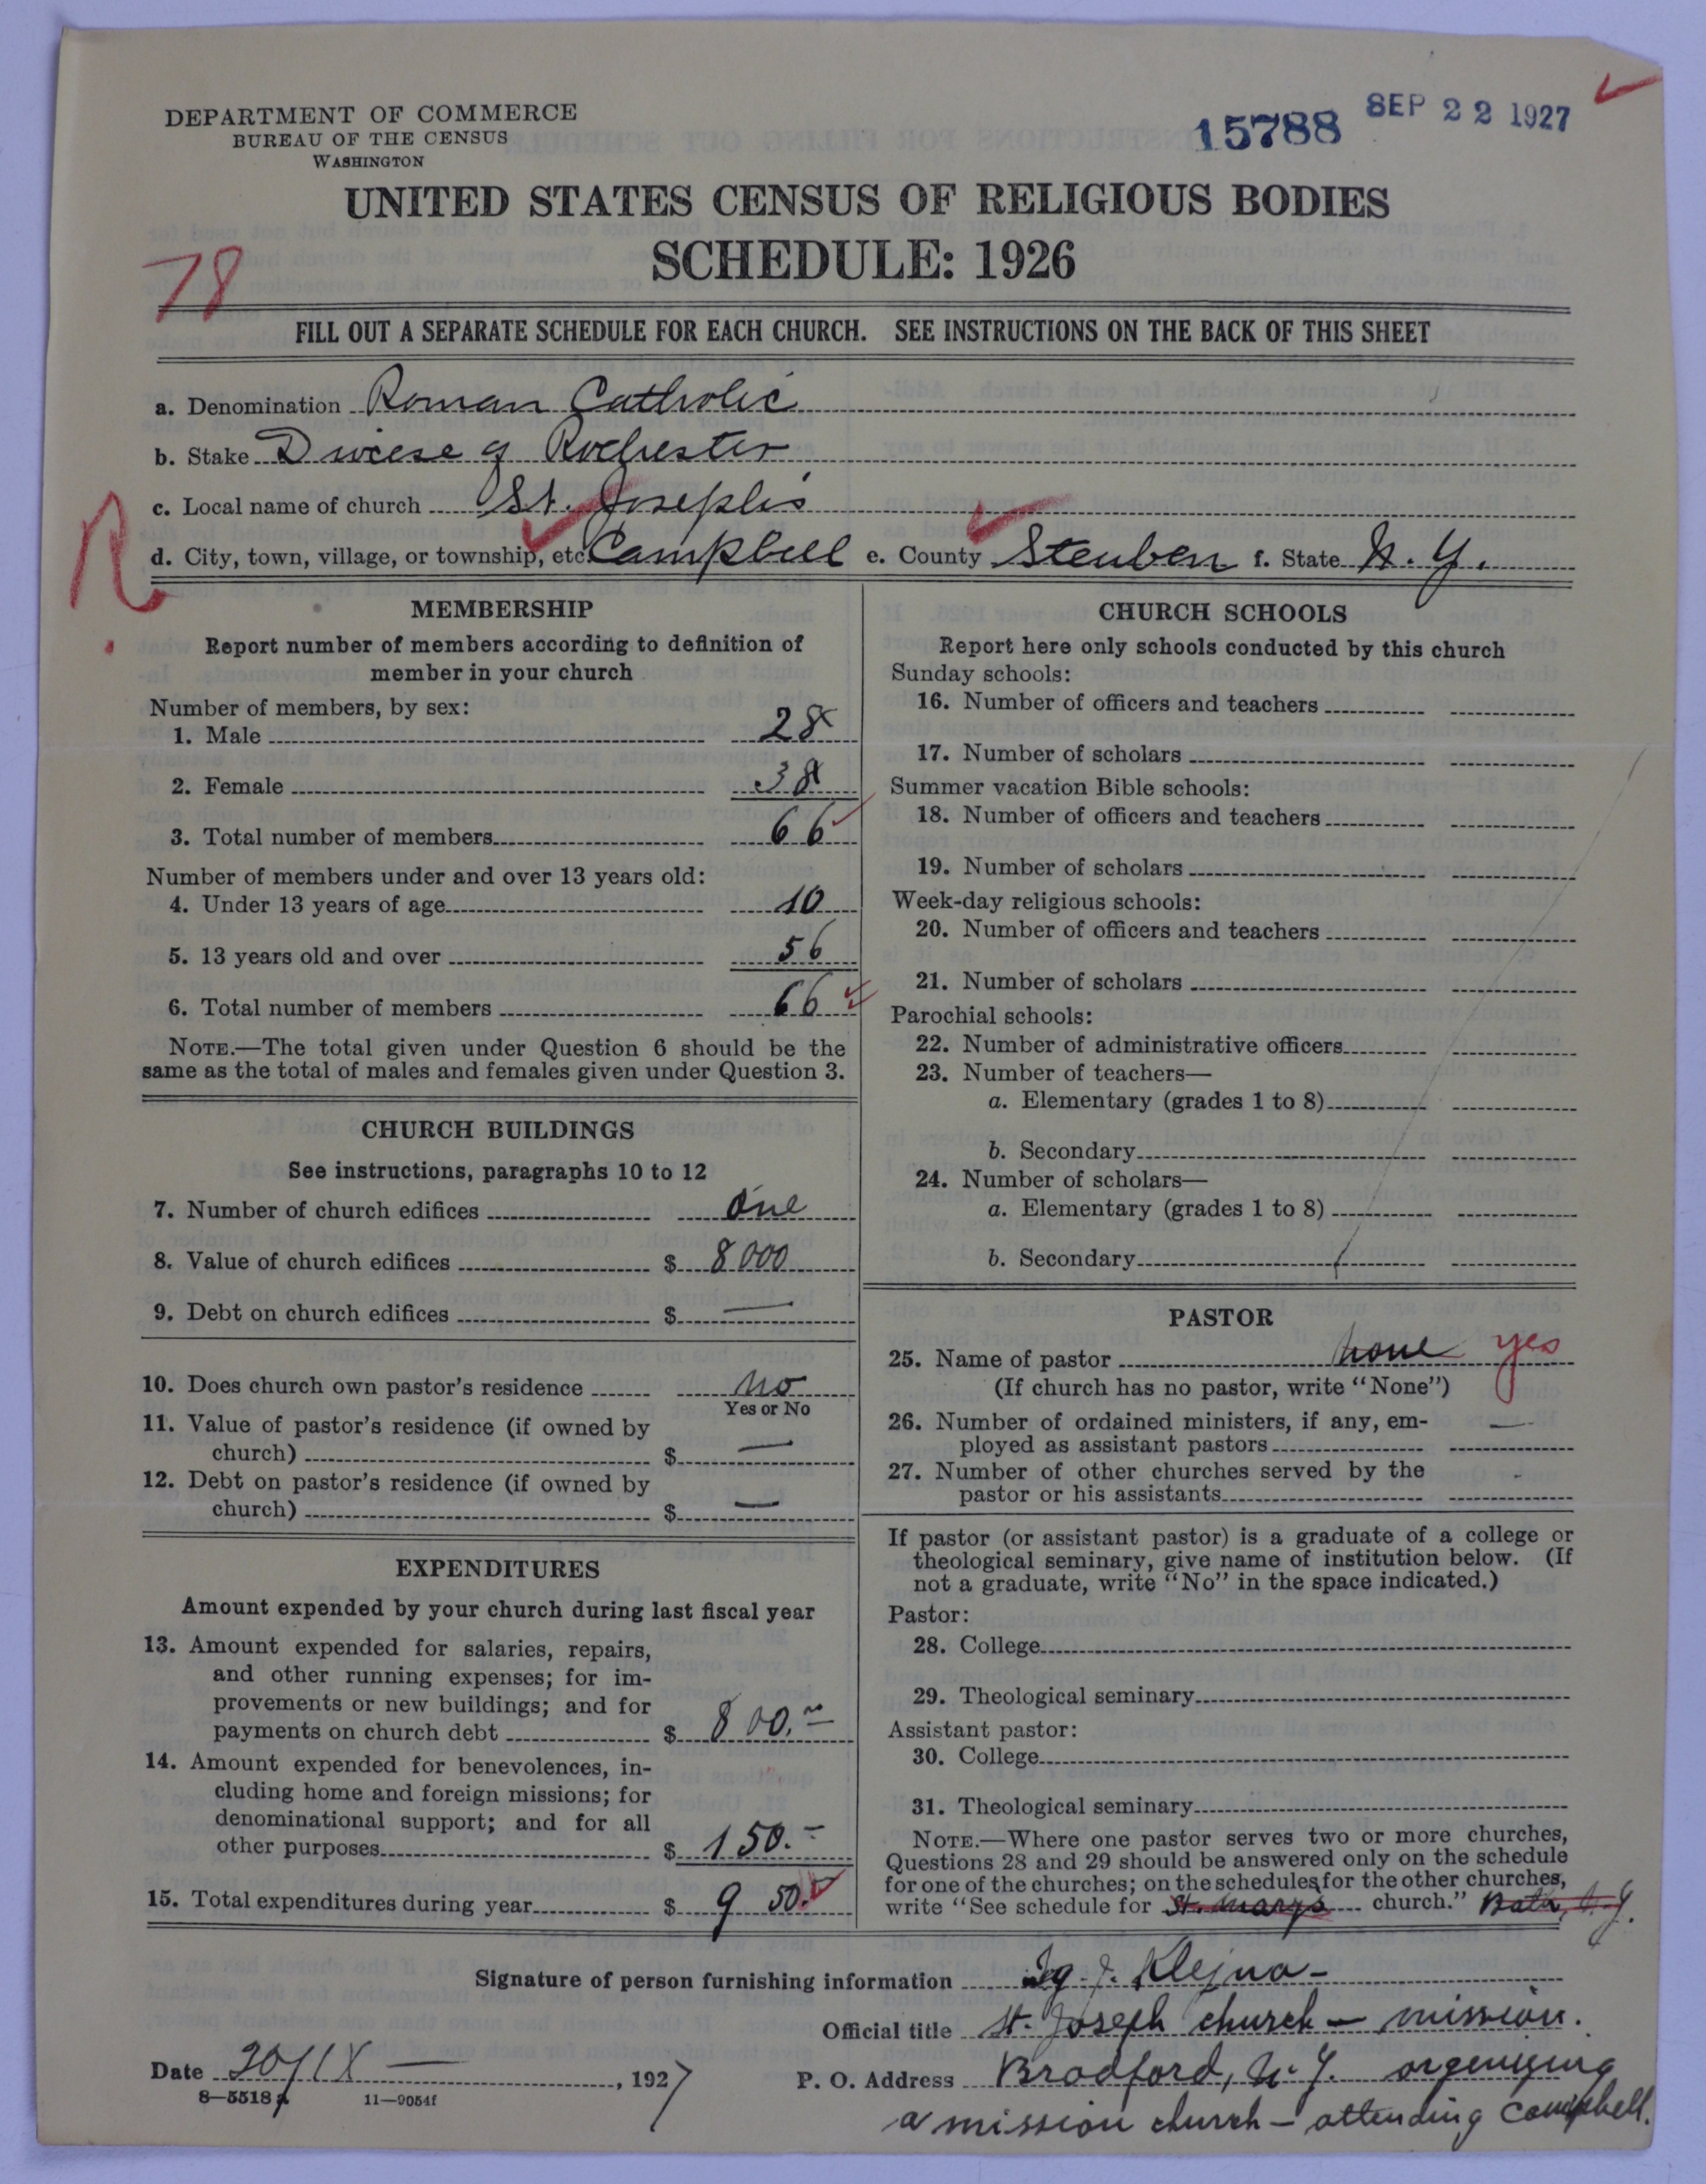 DEPARTMENT OF COMMERCE
BUREAU OF THE CENSUS
WASHINGTON
15788 SEP 22 1927
UNITED STATES CENSUS OF RELIGIOUS BODIES
SCHEDULE: 1926
78
FILL OUT A SEPARATE SCHEDULE FOR EACH CHURCH. SEE INSTRUCTIONS ON THE BACK OF THIS SHEET
a. Denomination Roman Catholic
b. Stake Diocese of Rochester
c. Local name of church St. Joseph's
R
d. City, town, village, or township, etc. Campbell e. County Steuben f. State N. Y.
MEMBERSHIP
Report number of members according to definition of
member in your church
Number of members, by sex:
1. Male 28
2. Female 38
3. Total number of members 66
Number of members under and over 13 years old:
4. Under 13 years of age 10
5. 13 years old and over 56
6. Total number of members 66
NOTE.—The total given under Question 6 should be the
same as the total of males and females given under Question 3.
CHURCH BUILDINGS
See instructions, paragraphs 10 to 12
7. Number of church edifices One
8. Value of church edifices $ 8000
9. Debt on church edifices $ —
10. Does church own pastor's residence no
Yes or No
11. Value of pastor's residence (if owned by
church) $ —
12. Debt on pastor's residence (if owned by
church) $ —
EXPENDITURES
Amount expended by your church during last fiscal year
13. Amount expended for salaries, repairs,
and other running expenses; for im-
provements or new buildings; and for
payments on church debt $ 800.—
14. Amount expended for benevolences, in-
cluding home and foreign missions; for
denominational support; and for all
other purposes $ 150.—
15. Total expenditures during year $ 950.
CHURCH SCHOOLS
Report here only schools conducted by this church
Sunday schools:
16. Number of officers and teachers
17. Number of scholars
Summer vacation Bible schools:
18. Number of officers and teachers
19. Number of scholars
Week-day religious schools:
20. Number of officers and teachers
21. Number of scholars
Parochial schools:
22. Number of administrative officers
23. Number of teachers—
a. Elementary (grades 1 to 8)
b. Secondary
24. Number of scholars—
a. Elementary (grades 1 to 8)
b. Secondary
PASTOR
25. Name of pastor none yes
(If church has no pastor, write "None")
26. Number of ordained ministers, if any, em-
ployed as assistant pastors —
27. Number of other churches served by the
pastor or his assistants -
If pastor (or assistant pastor) is a graduate of a college or
theological seminary, give name of institution below. (If
not a graduate, write "No" in the space indicated.)
Pastor:
28. College
29. Theological seminary
Assistant pastor:
30. College
31. Theological seminary
NOTE.—Where one pastor serves two or more churches,
Questions 28 and 29 should be answered only on the schedule
for one of the churches; on the schedules for the other churches,
write "See schedule for St. Marys church." Bath, N.Y.
Signature of person furnishing information Ig. J. Klejna
Official title St. Joseph church — mission.
Date 20/IX — , 1927
P. O. Address Bradford, N.Y. orgenising
a mission church — attending Campbell.
8—5518
11—9054f